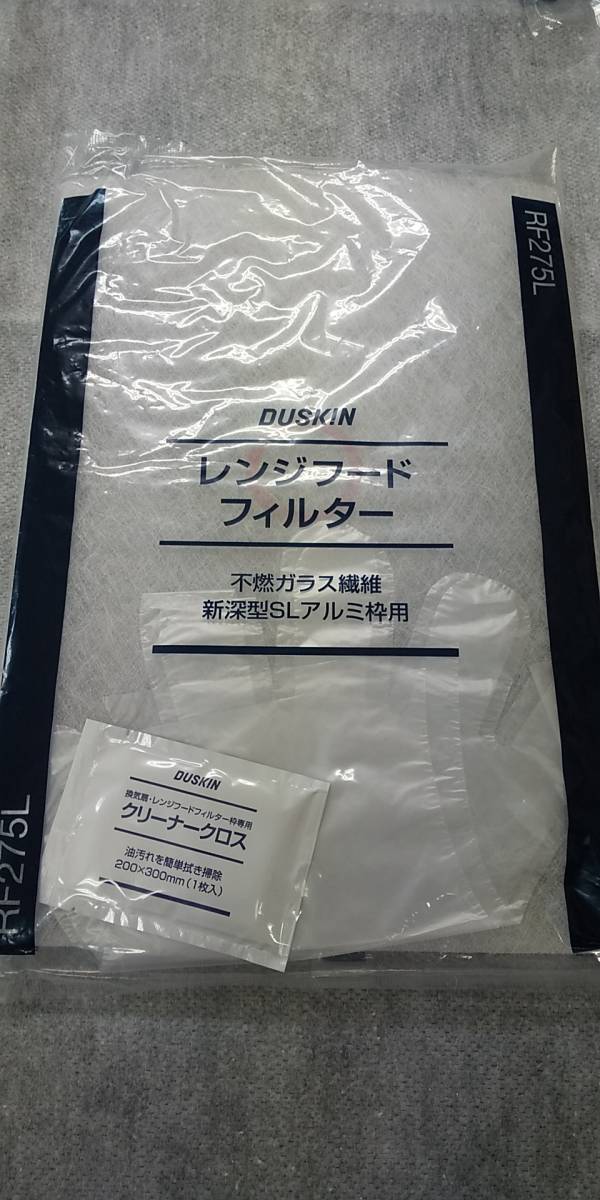 RF275L
DUSKIN
レンジフード
フィルター
不燃ガラス繊維
新深型SLアルミ枠用
DUSKIN
換気扇・レンジフードフィルター枠専用
クリーナークロス
油汚れを簡単拭き掃除
200×300mm(1枚入)
RF275L